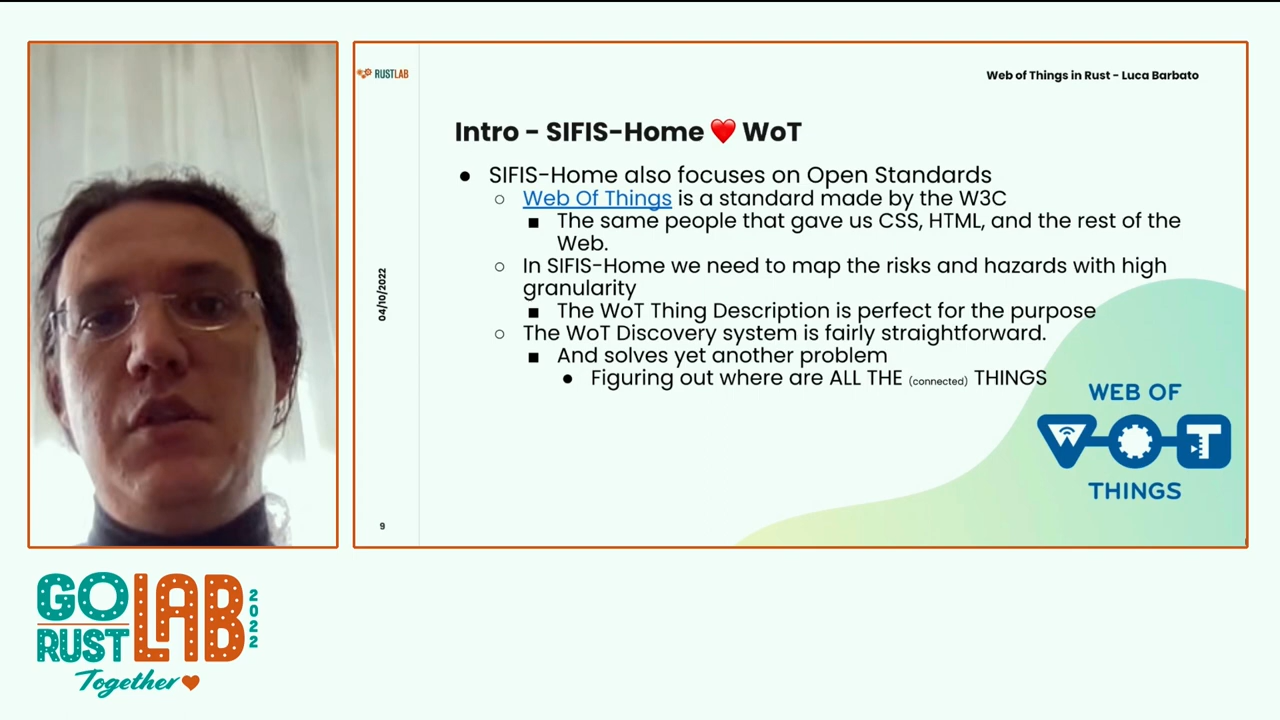 RUSTLAB
Web of Things in Rust - Luca Barbato
Intro - SIFIS-Home ❤️ WoT
● SIFIS-Home also focuses on Open Standards
○ Web Of Things is a standard made by the W3C
■ The same people that gave us CSS, HTML, and the rest of the
Web.
○ In SIFIS-Home we need to map the risks and hazards with high
granularity
■ The WoT Thing Description is perfect for the purpose
○ The WoT Discovery system is fairly straightforward.
■ And solves yet another problem
● Figuring out where are ALL THE (connected) THINGS
WEB OF
W T
THINGS
04/10/2022
9
GO LAB
RUST
2022
Together